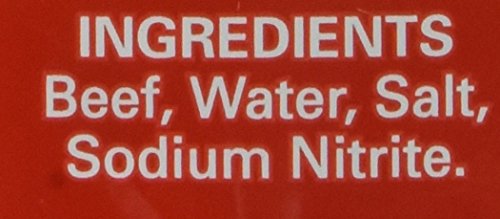 INGREDIENTS
Beef, Water, Salt,
Sodium Nitrite.